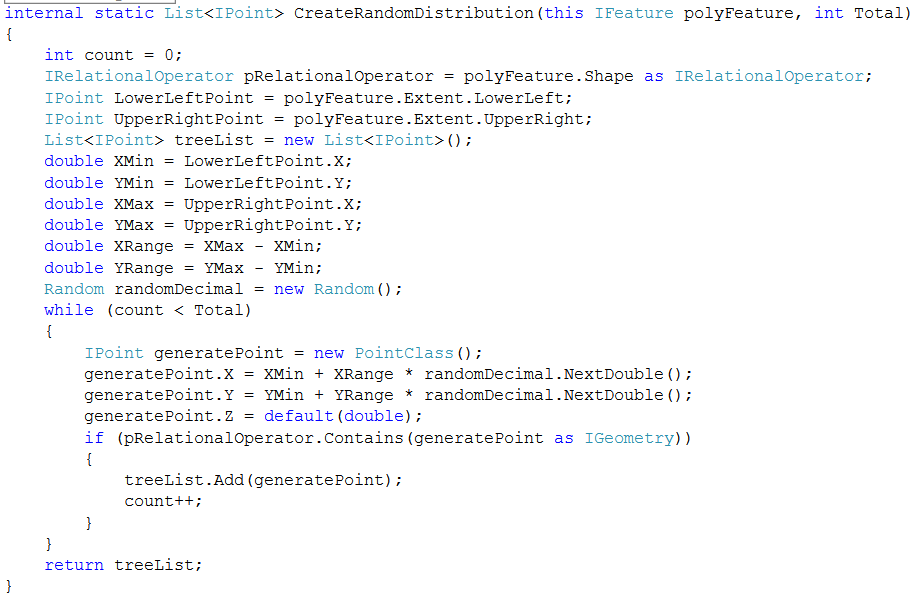 internal static List<IPoint> CreateRandomDistribution(this IFeature polyFeature, int Total)
{
    int count = 0;
    IRelationalOperator pRelationalOperator = polyFeature.Shape as IRelationalOperator;
    IPoint LowerLeftPoint = polyFeature.Extent.LowerLeft;
    IPoint UpperRightPoint = polyFeature.Extent.UpperRight;
    List<IPoint> treeList = new List<IPoint>();
    double XMin = LowerLeftPoint.X;
    double YMin = LowerLeftPoint.Y;
    double XMax = UpperRightPoint.X;
    double YMax = UpperRightPoint.Y;
    double XRange = XMax - XMin;
    double YRange = YMax - YMin;
    Random randomDecimal = new Random();
    while (count < Total)
    {
        IPoint generatePoint = new PointClass();
        generatePoint.X = XMin + XRange * randomDecimal.NextDouble();
        generatePoint.Y = YMin + YRange * randomDecimal.NextDouble();
        generatePoint.Z = default(double);
        if (pRelationalOperator.Contains(generatePoint as IGeometry))
        {
            treeList.Add(generatePoint);
            count++;
        }
    }
    return treeList;
}